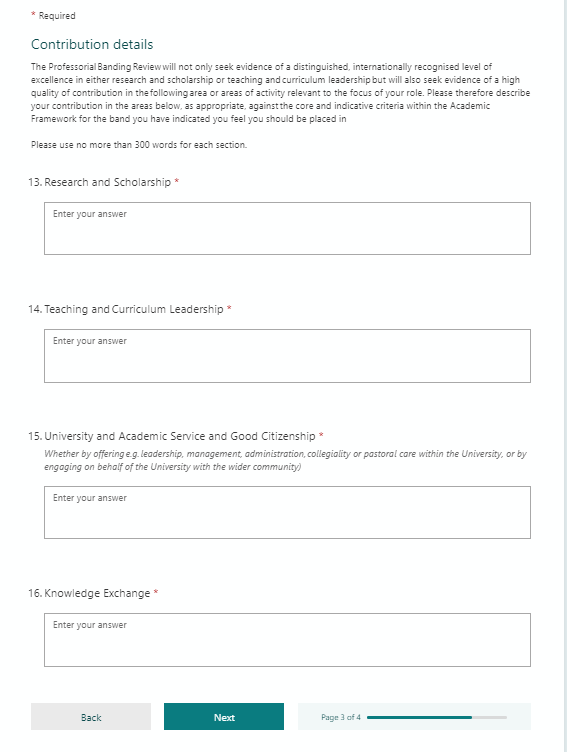 * Required
Contribution details
The Professorial Banding Review will not only seek evidence of a distinguished, internationally recognised level of
excellence in either research and scholarship or teaching and curriculum leadership but will also seek evidence of a high
quality of contribution in the following area or areas of activity relevant to the focus of your role. Please therefore describe
your contribution in the areas below, as appropriate, against the core and indicative criteria within the Academic
Framework for the band you have indicated you feel you should be placed in
Please use no more than 300 words for each section.
13. Research and Scholarship *
Enter your answer
14. Teaching and Curriculum Leadership *
Enter your answer
15. University and Academic Service and Good Citizenship *
Whether by offering e.g. leadership, management, administration, collegiality or pastoral care within the University, or by
engaging on behalf of the University with the wider community)
Enter your answer
16. Knowledge Exchange *
Enter your answer
Back
Next
Page 3 of 4